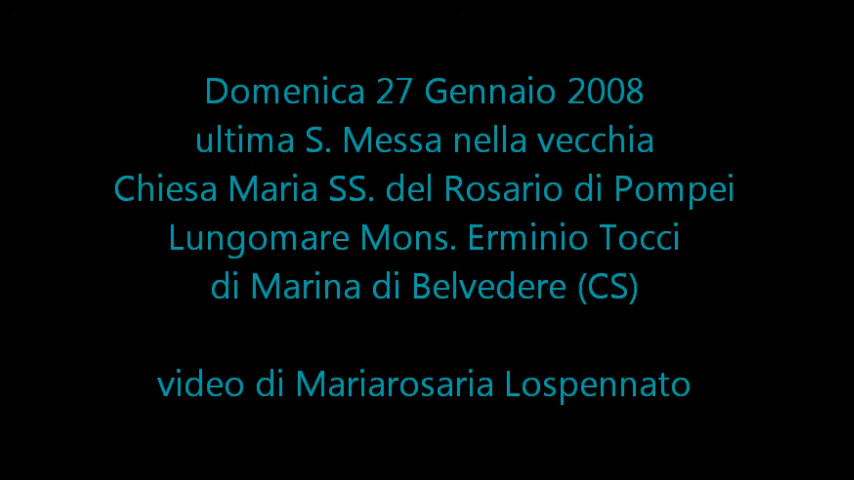 Domenica 27 Gennaio 2008
ultima S. Messa nella vecchia
Chiesa Maria SS. del Rosario di Pompei
Lungomare Mons. Erminio Tocci
di Marina di Belvedere (CS)
video di Mariarosaria Lospennato